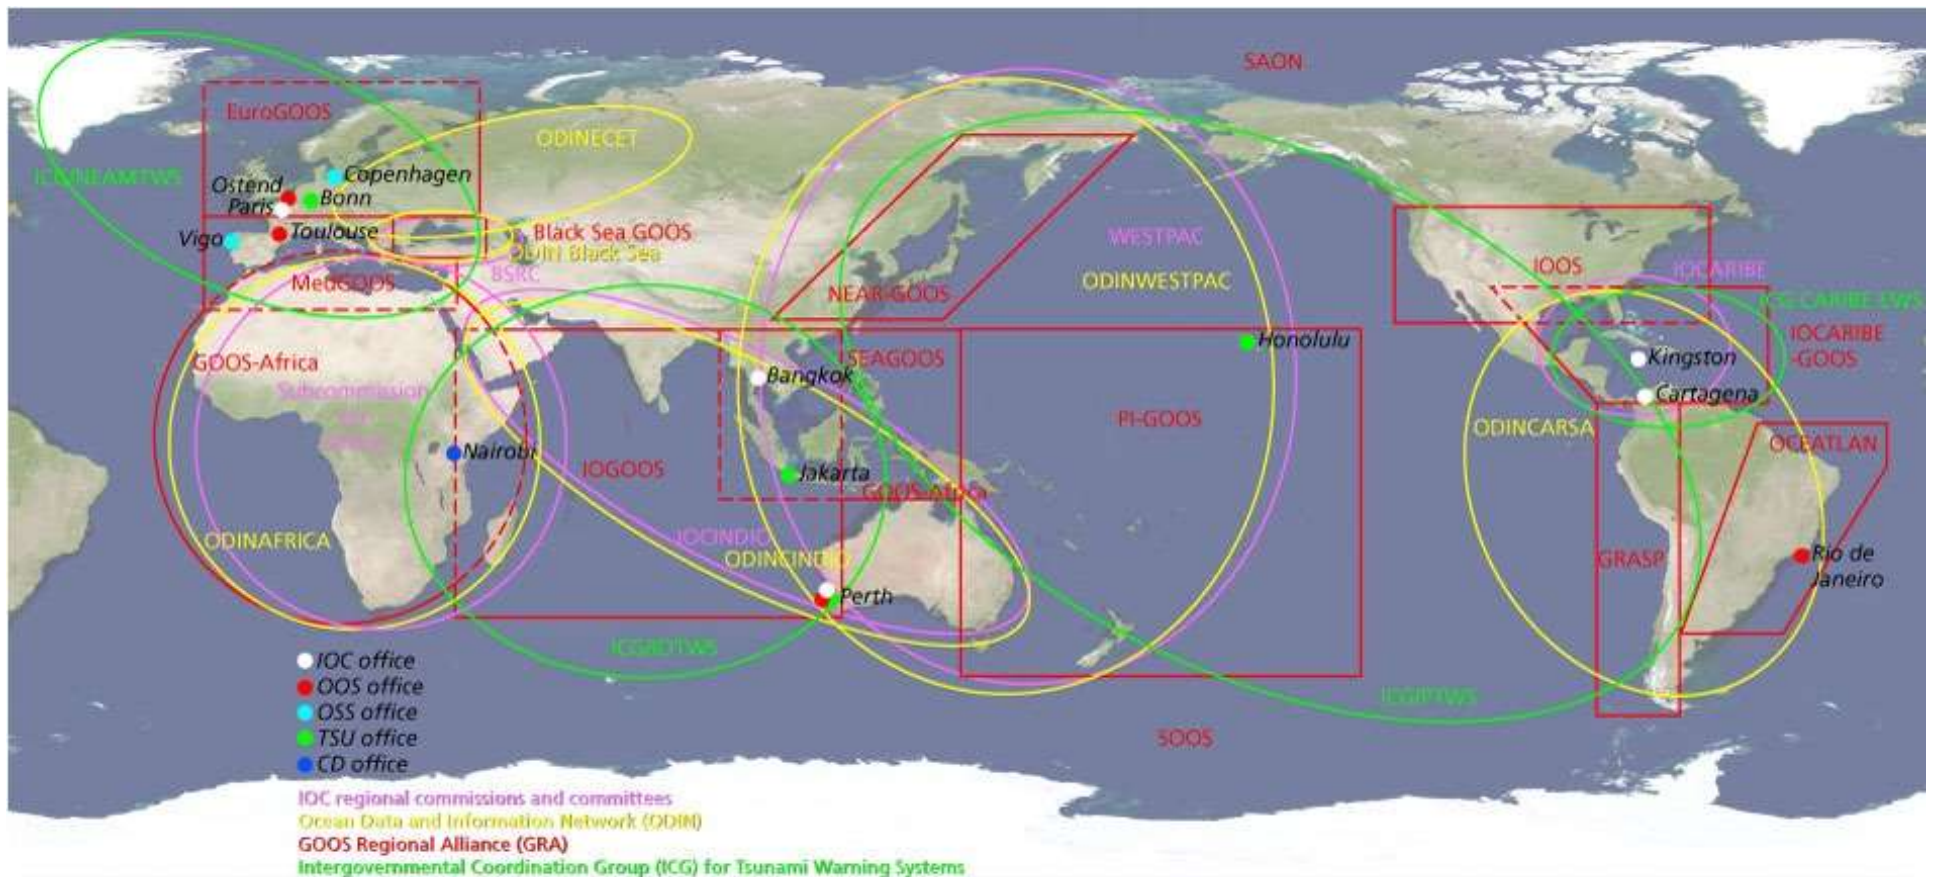 SAON
EuroGOOS
ODINECET
ICG/NEAMTWS
Copenhagen
Ostend
Bonn
Paris
Vigo
Toulouse
Black Sea GOOS
ODIN Black Sea
BSRC
MedGOOS
WESTPAC
ODINWESTPAC
NEAR-GOOS
IOOS
IOCARIBE
ICG CARIBE EWS
IOCARIBE
-GOOS
Honolulu
SEAGOOS
Kingston
GOOS-Africa
Bangkok
Subcommission
Cartagena
PI-GOOS
ODINCARSA
OCEATLAN
Nairobi
IOGOOS
Jakarta
GOOS-Africa
ODINAFRICA
IOCINDIO
ODINCINDIO
GRASP
Rio de
Janeiro
Perth
ICG/PTWS
SOOS
IOC office
OOS office
OSS office
TSU office
CD office
IOC regional commissions and committees
Ocean Data and Information Network (ODIN)
GOOS Regional Alliance (GRA)
Intergovernmental Coordination Group (ICG) for Tsunami Warning Systems